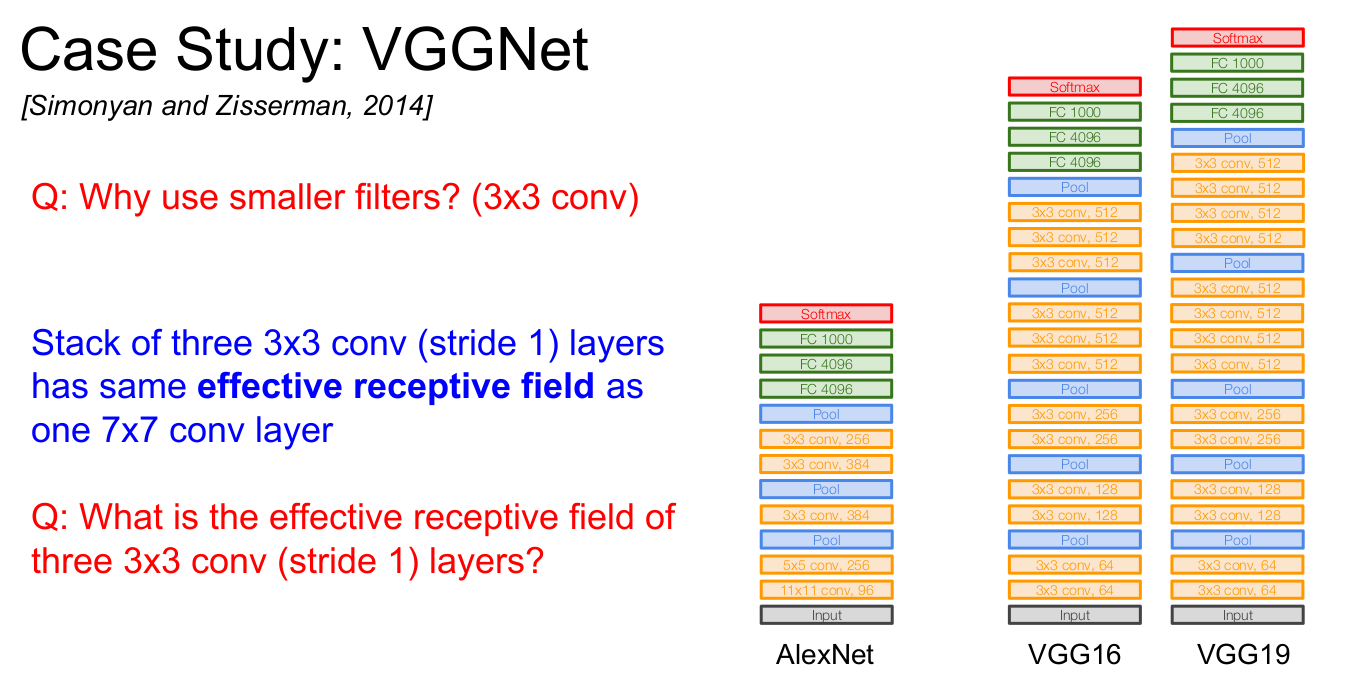 Case Study: VGGNet
[Simonyan and Zisserman, 2014]
Q: Why use smaller filters? (3x3 conv)
Stack of three 3x3 conv (stride 1) layers
has same effective receptive field as
one 7x7 conv layer
Q: What is the effective receptive field of
three 3x3 conv (stride 1) layers?
Softmax
FC 1000
FC 4096
FC 4096
Pool
3x3 conv, 256
3x3 conv, 384
Pool
3x3 conv, 384
Pool
5x5 conv, 256
11x11 conv, 96
Input
AlexNet
Softmax
FC 1000
FC 4096
FC 4096
Pool
3x3 conv, 512
3x3 conv, 512
3x3 conv, 512
Pool
3x3 conv, 512
3x3 conv, 512
3x3 conv, 512
Pool
3x3 conv, 256
3x3 conv, 256
Pool
3x3 conv, 128
3x3 conv, 128
Pool
3x3 conv, 64
3x3 conv, 64
Input
VGG16
Softmax
FC 1000
FC 4096
FC 4096
Pool
3x3 conv, 512
3x3 conv, 512
3x3 conv, 512
3x3 conv, 512
Pool
3x3 conv, 512
3x3 conv, 512
3x3 conv, 512
3x3 conv, 512
Pool
3x3 conv, 256
3x3 conv, 256
Pool
3x3 conv, 128
3x3 conv, 128
Pool
3x3 conv, 64
3x3 conv, 64
Input
VGG19